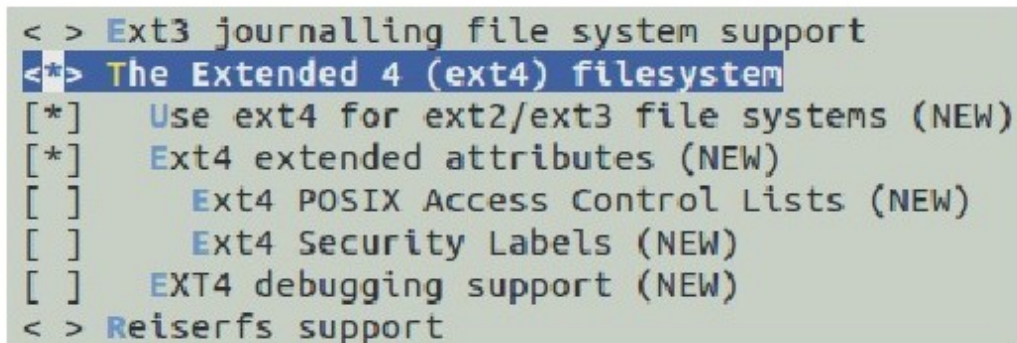 < > Ext3 journalling file system support
<*> The Extended 4 (ext4) filesystem
[*]   Use ext4 for ext2/ext3 file systems (NEW)
[*]   Ext4 extended attributes (NEW)
[ ]     Ext4 POSIX Access Control Lists (NEW)
[ ]     Ext4 Security Labels (NEW)
[ ]   EXT4 debugging support (NEW)
< > Reiserfs support